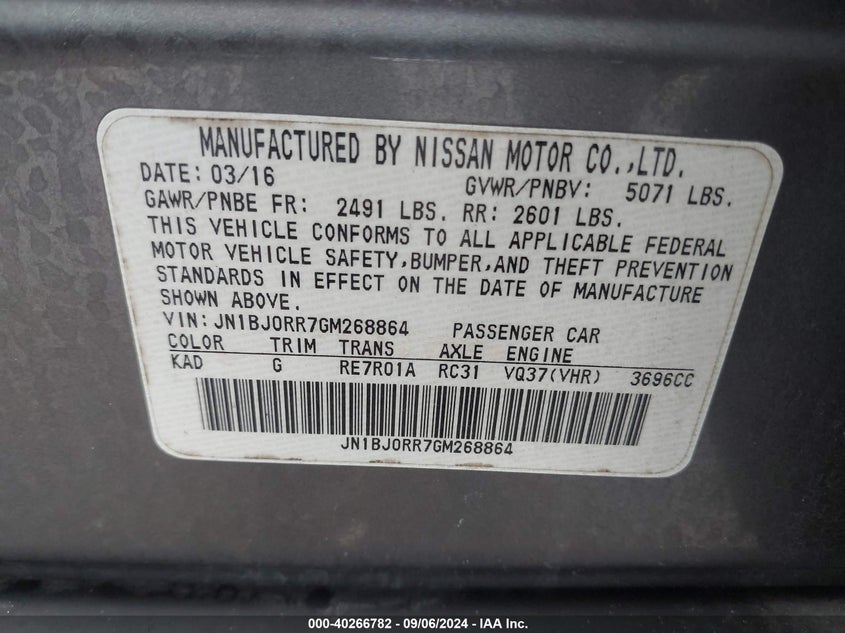 MANUFACTURED BY NISSAN MOTOR CO.,LTD.
DATE: 03/16 GVWR/PNBV: 5071 LBS.
GAWR/PNBE FR: 2491 LBS. RR: 2601 LBS.
THIS VEHICLE CONFORMS TO ALL APPLICABLE FEDERAL
MOTOR VEHICLE SAFETY,BUMPER,AND THEFT PREVENTION
STANDARDS IN EFFECT ON THE DATE OF MANUFACTURE
SHOWN ABOVE.
VIN:JN1BJ0RR7GM268864 PASSENGER CAR
COLOR TRIM TRANS AXLE ENGINE
KAD G RE7R01A RC31 VQ37(VHR) 3696CC
JN1BJ0RR7GM268864
000-40266782 - 09/06/2024 - IAA Inc.